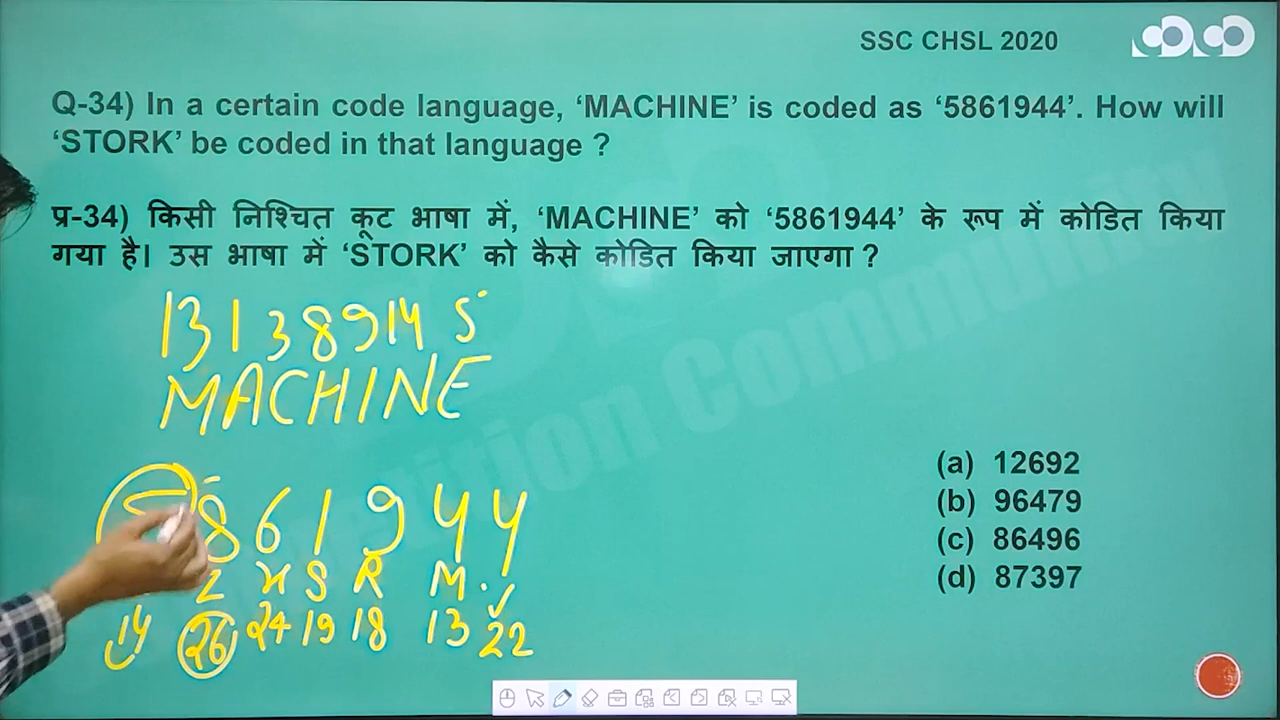 SSC CHSL 2020
Q-34) In a certain code language, ‘MACHINE’ is coded as ‘5861944’. How will
‘STORK’ be coded in that language ?
प्र-34) किसी निश्चित कूट भाषा में, ‘MACHINE’ को ‘5861944’ के रूप में कोडित किया
गया है। उस भाषा में ‘STORK’ को कैसे कोडित किया जाएगा ?
13 1 3 8 9 14 5
MACHINE
8 6 1 9 4 4
Z X S R M
14 26 24 19 18 13 22
(a) 12692
(b) 96479
(c) 86496
(d) 87397
Community